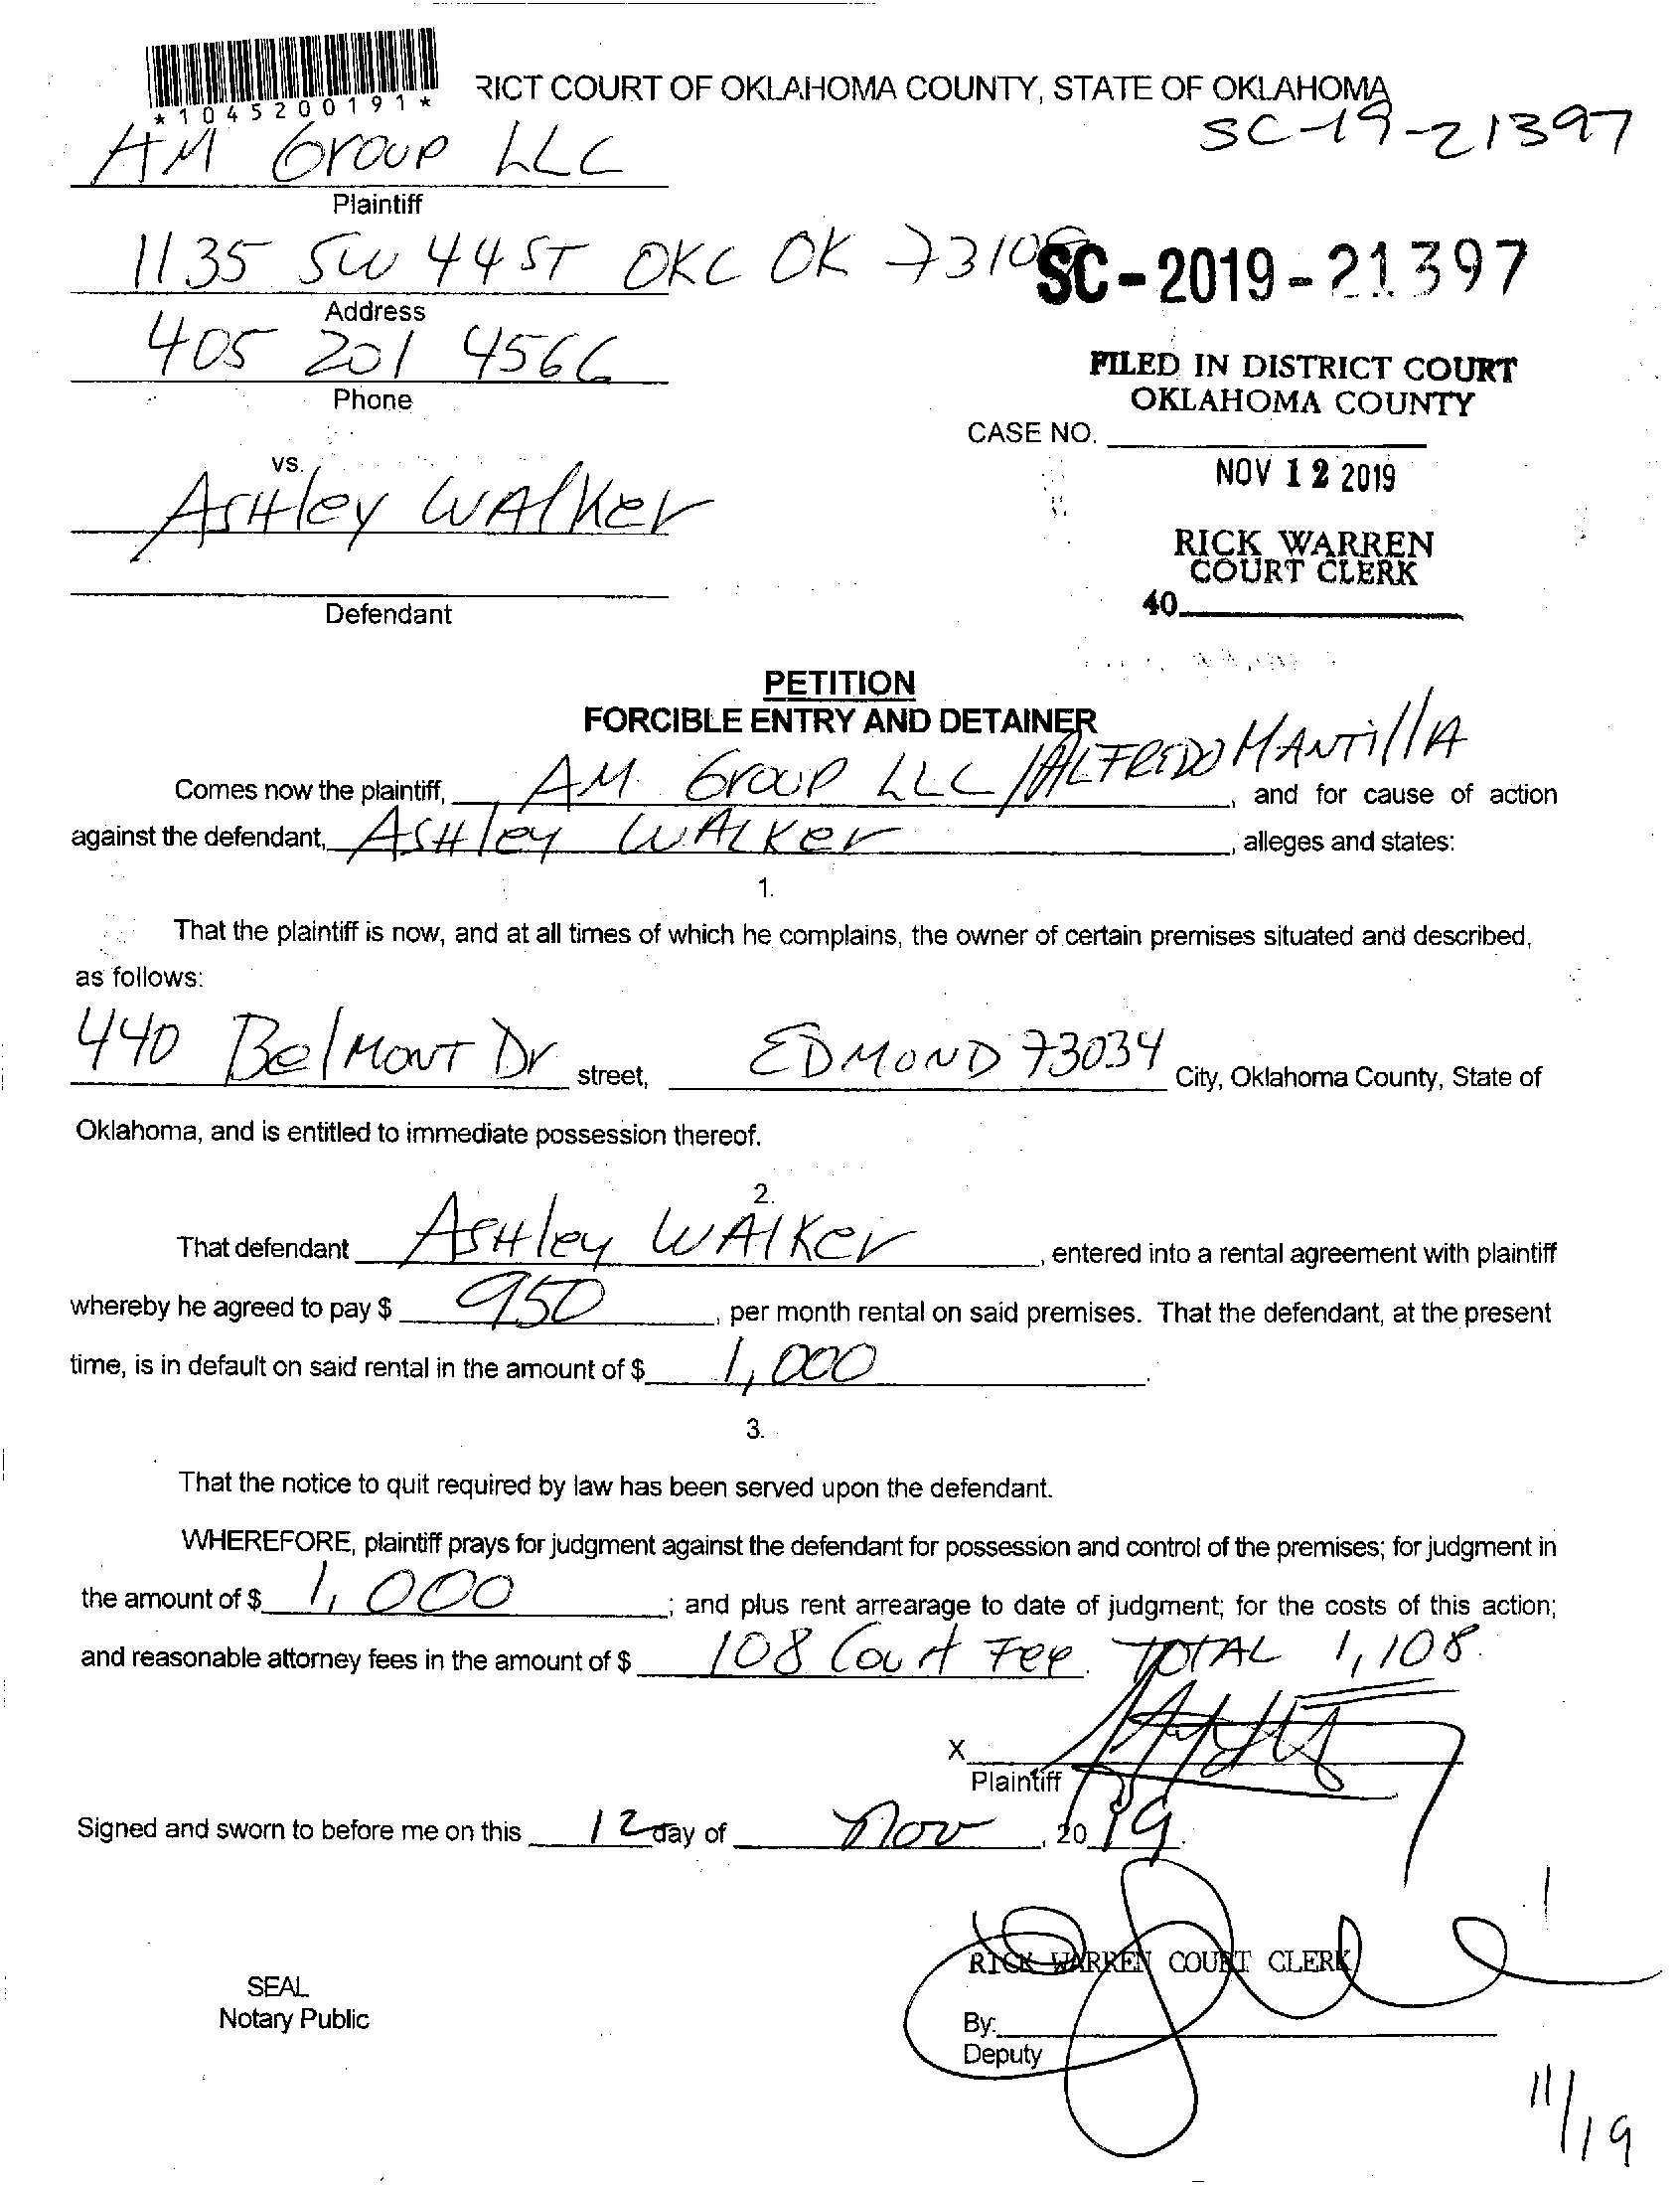 *1045200191*
RICT COURT OF OKLAHOMA COUNTY, STATE OF OKLAHOMA
SC-19-21397
AM Group LLC
Plaintiff
1135 SW 44 ST OKC OK
SC-2019-21397
Address
405 201 4566
Phone
FILED IN DISTRICT COURT
OKLAHOMA COUNTY
CASE NO.
NOV 12 2019
vs.
ASHley WAlKer
RICK WARREN
COURT CLERK
40
Defendant
PETITION
FORCIBLE ENTRY AND DETAINER
Comes now the plaintiff, AM Group LLC / ALFREDO MANTillA, and for cause of action
against the defendant, ASHley WALKer, alleges and states:
1.
That the plaintiff is now, and at all times of which he complains, the owner of certain premises situated and described,
as follows:
440 BelMONT Dr street, EDMOND 73034 City, Oklahoma County, State of
Oklahoma, and is entitled to immediate possession thereof.
2.
That defendant ASHley WAlKer, entered into a rental agreement with plaintiff
whereby he agreed to pay $ 950, per month rental on said premises. That the defendant, at the present
time, is in default on said rental in the amount of $ 1,000.
3.
That the notice to quit required by law has been served upon the defendant.
WHEREFORE, plaintiff prays for judgment against the defendant for possession and control of the premises; for judgment in
the amount of $ 1,000; and plus rent arrearage to date of judgment; for the costs of this action;
and reasonable attorney fees in the amount of $ 108 Court Fee. TOTAL 1,108.
X
Plaintiff
Signed and sworn to before me on this 12 day of Nov, 2019.
RICK WARREN COURT CLERK
SEAL
Notary Public
By:
Deputy
11/19